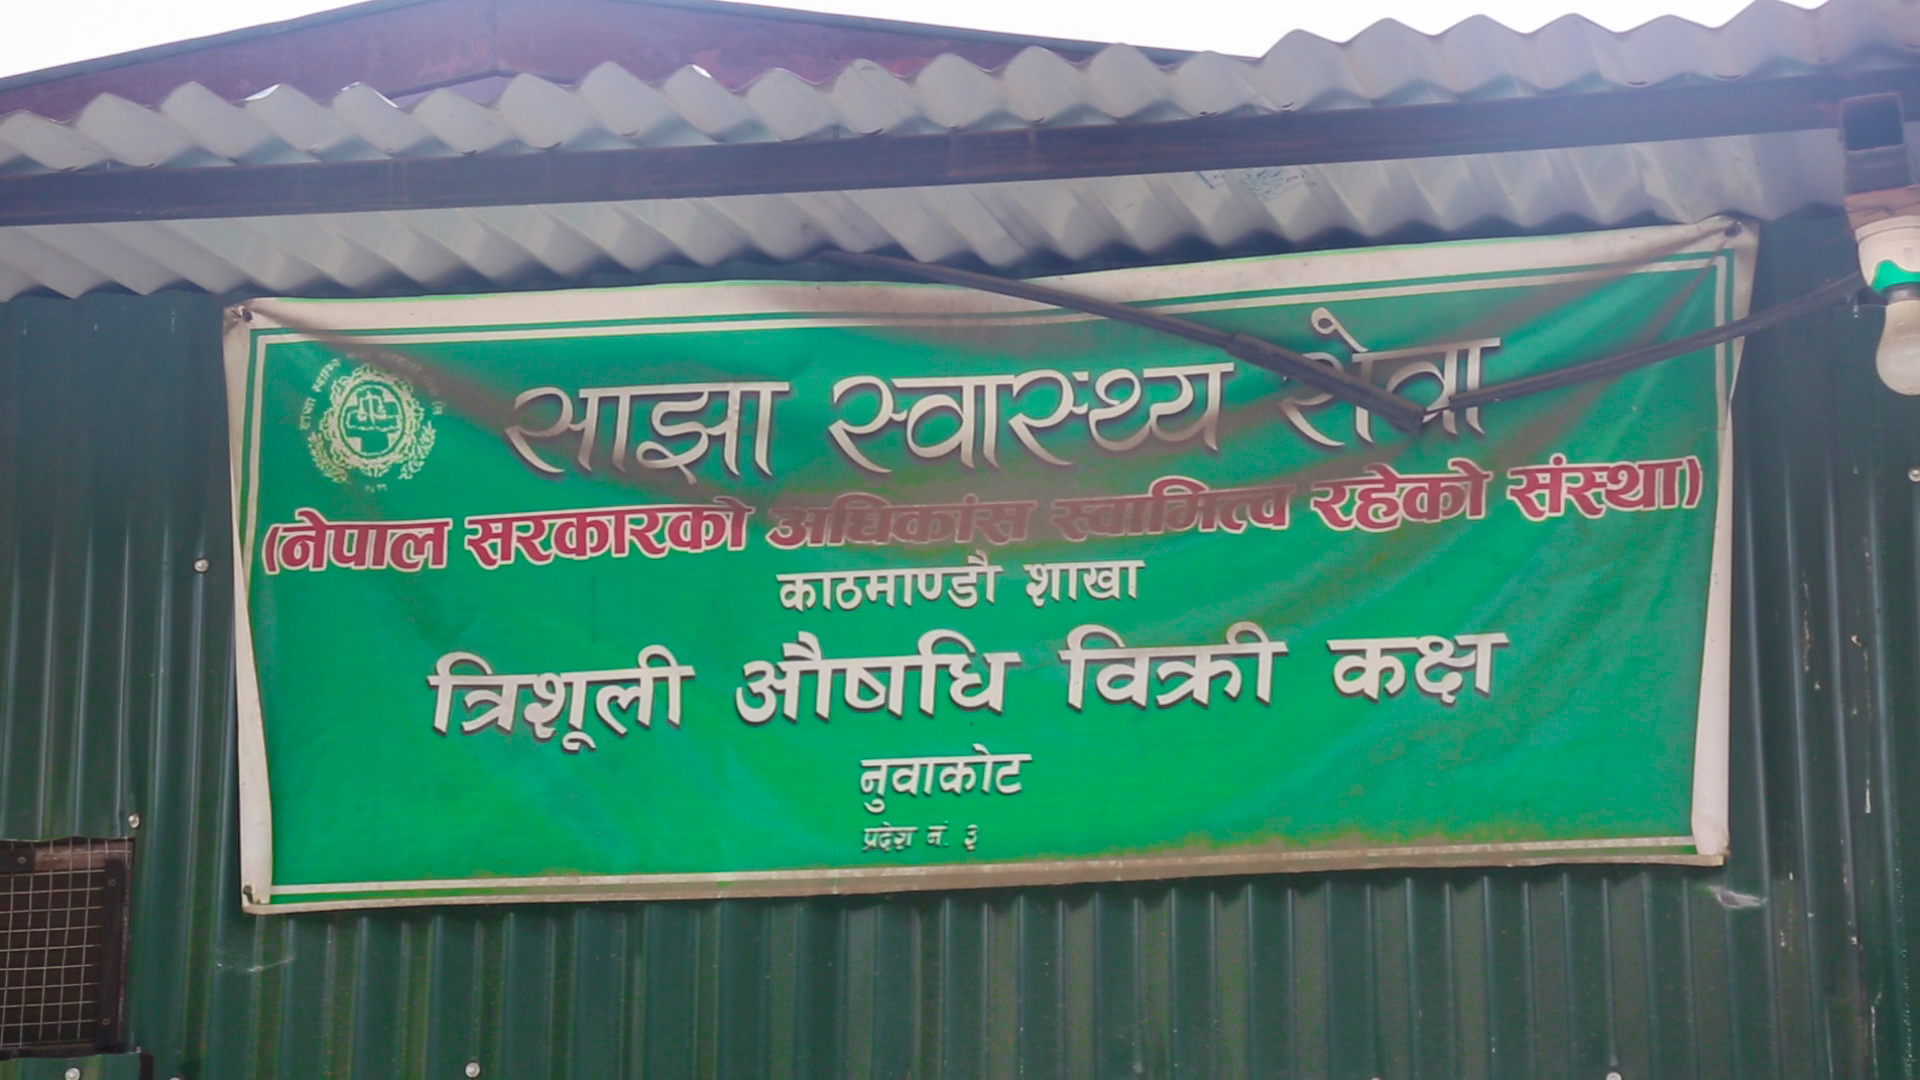 साझा स्वास्थ्य सेवा
(नेपाल सरकारको अधिकांस स्वामित्व रहेको संस्था)
काठमाण्डौ शाखा
त्रिशूली औषधि विक्री कक्ष
नुवाकोट
प्रदेश नं. ३